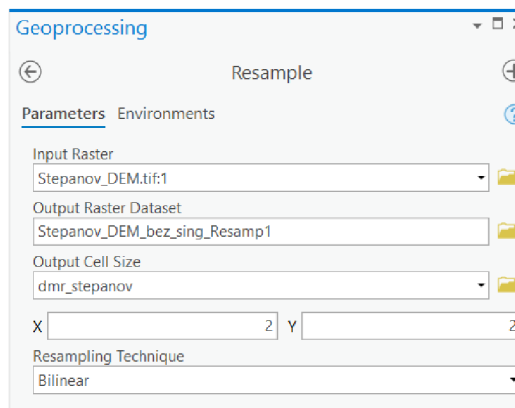 Geoprocessing
Resample
Parameters Environments
Input Raster
Stepanov_DEM.tif:1
Output Raster Dataset
Stepanov_DEM_bez_sing_Resamp1
Output Cell Size
dmr_stepanov
X 2 Y 2
Resampling Technique
Bilinear